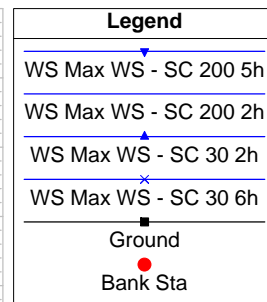 Legend
WS Max WS - SC 200 5h
WS Max WS - SC 200 2h
WS Max WS - SC 30 2h
WS Max WS - SC 30 6h
Ground
Bank Sta